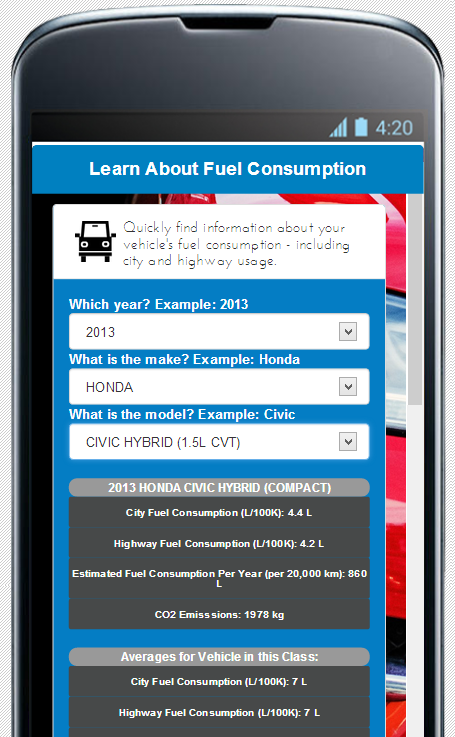 4:20
Learn About Fuel Consumption
Quickly find information about your
vehicle's fuel consumption - including
city and highway usage.
Which year? Example: 2013
2013
What is the make? Example: Honda
HONDA
What is the model? Example: Civic
CIVIC HYBRID (1.5L CVT)
2013 HONDA CIVIC HYBRID (COMPACT)
City Fuel Consumption (L/100K): 4.4 L
Highway Fuel Consumption (L/100K): 4.2 L
Estimated Fuel Consumption Per Year (per 20,000 km): 860
L
CO2 Emisssions: 1978 kg
Averages for Vehicle in this Class:
City Fuel Consumption (L/100K): 7 L
Highway Fuel Consumption (L/100K): 7 L